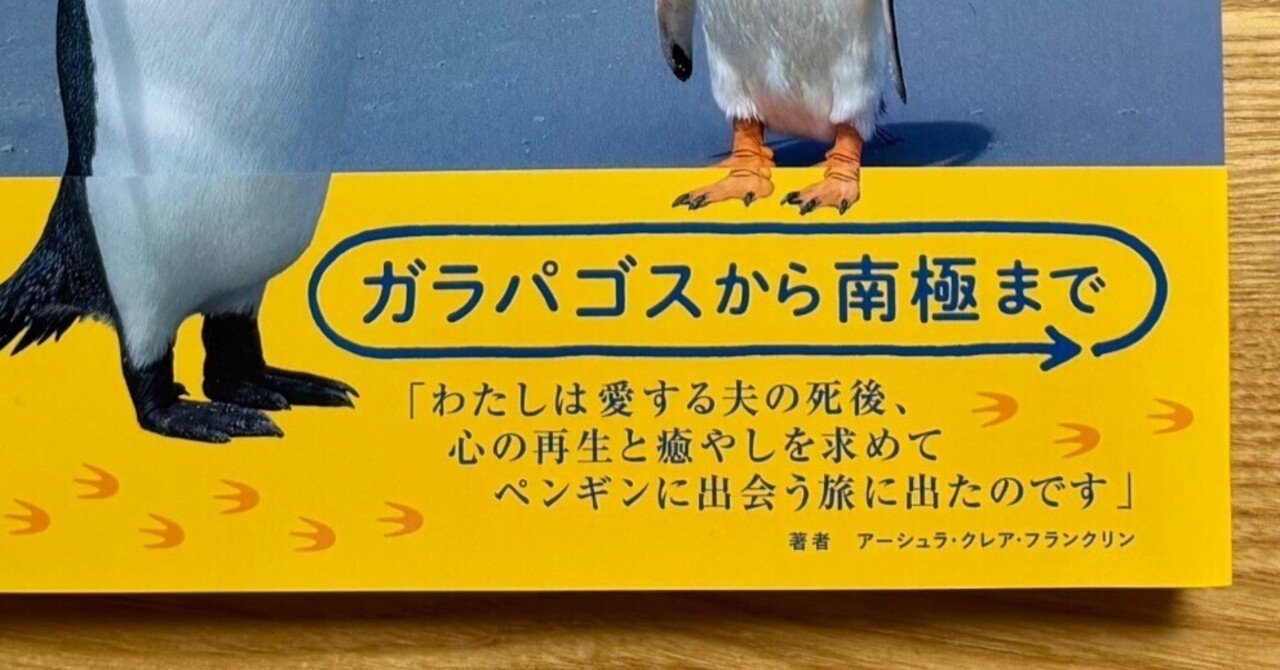 ガラパゴスから南極まで
「わたしは愛する夫の死後、
心の再生と癒やしを求めて
ペンギンに出会う旅に出たのです」
著者 アーシュラ・クレア・フランクリン